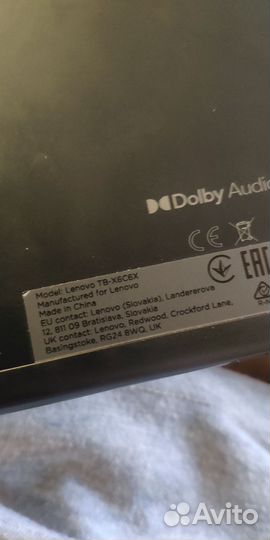 Dolby Audio
CE
EAC
Model: Lenovo TB-X6C6X
Manufactured for Lenovo
Made in China
EU contact: Lenovo (Slovakia), Landererova
12, 811 09 Bratislava, Slovakia
UK contact: Lenovo, Redwood, Crockford Lane,
Basingstoke, RG24 8WQ, UK
Avito